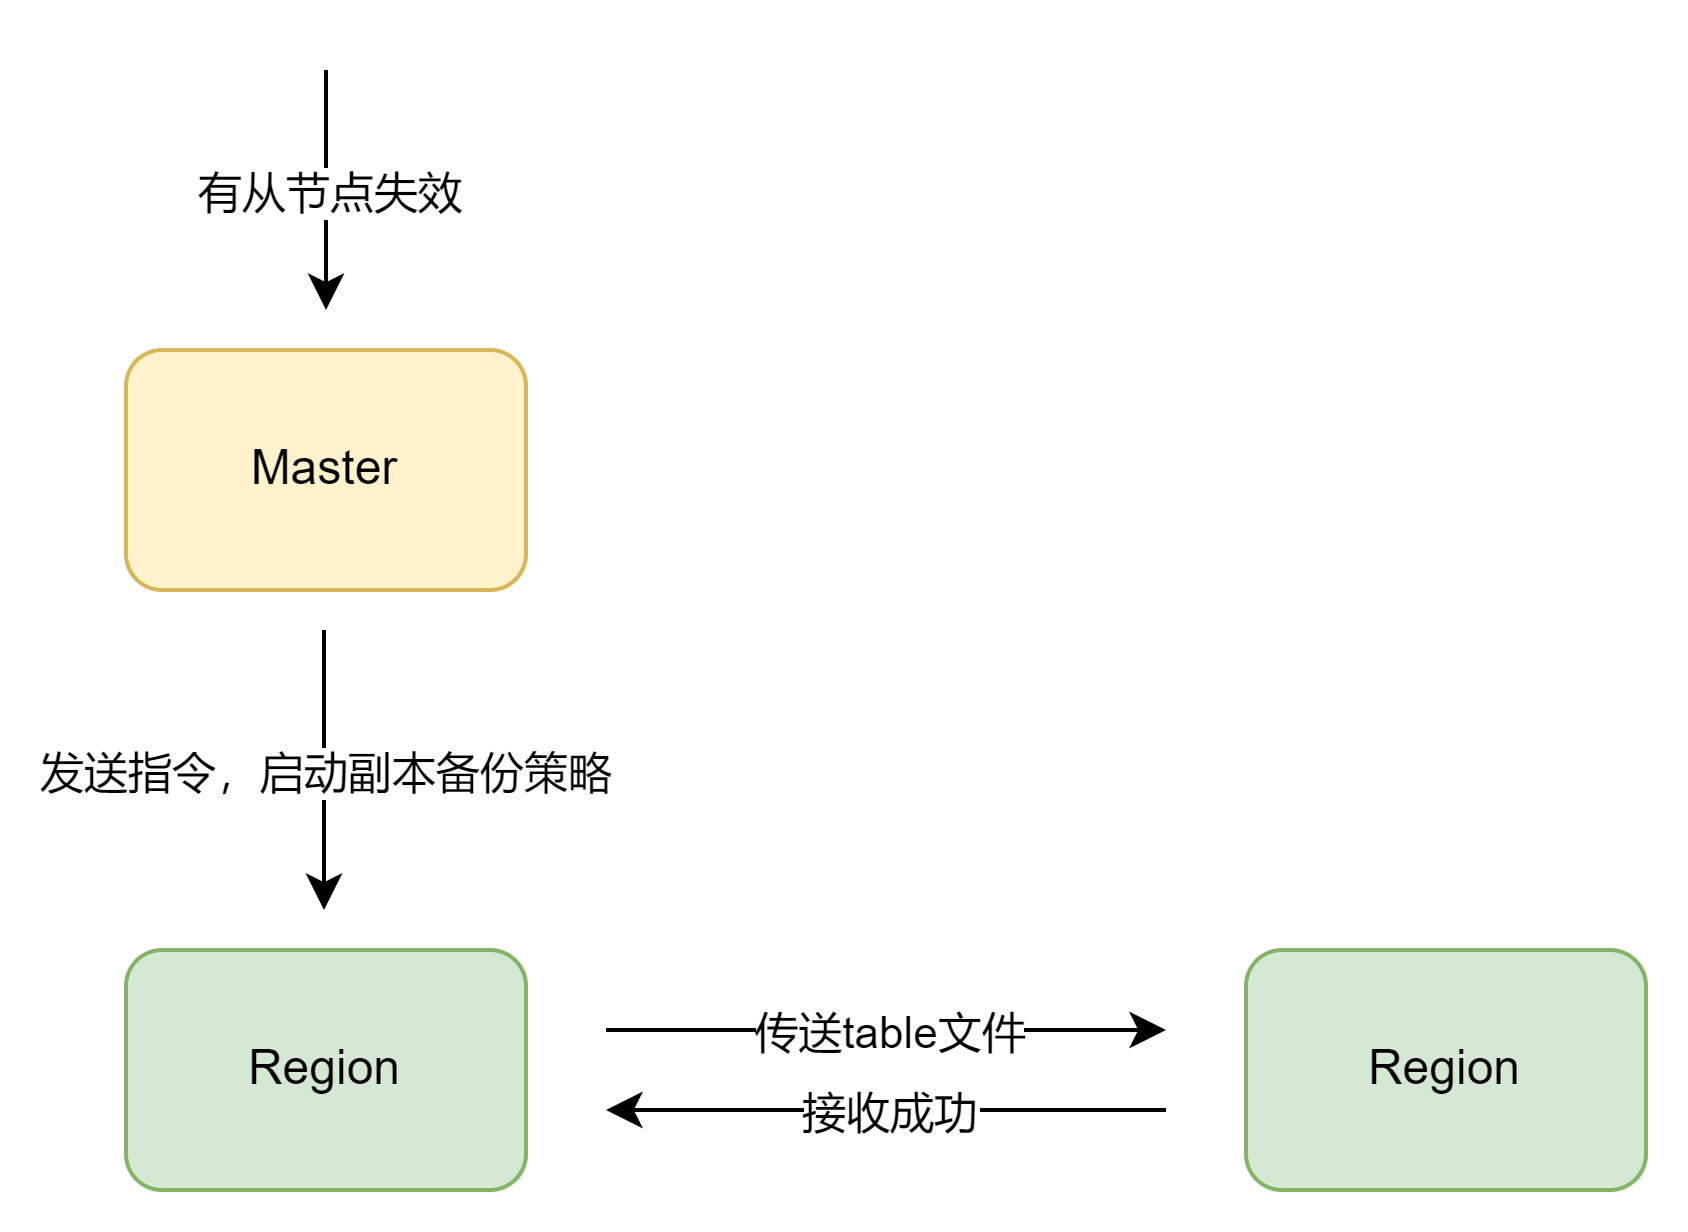 有从节点失效
Master
发送指令，启动副本备份策略
Region
传送table文件
接收成功
Region